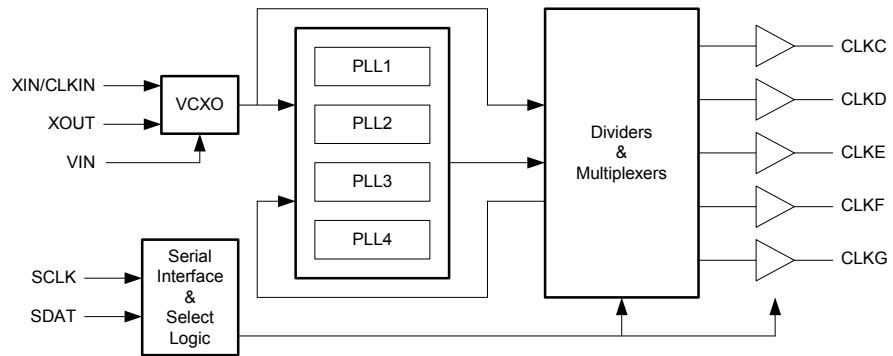 XIN/CLKIN
XOUT
VIN
VCXO
PLL1
PLL2
PLL3
PLL4
Dividers
&
Multiplexers
CLKC
CLKD
CLKE
CLKF
CLKG
SCLK
SDAT
Serial
Interface
&
Select
Logic